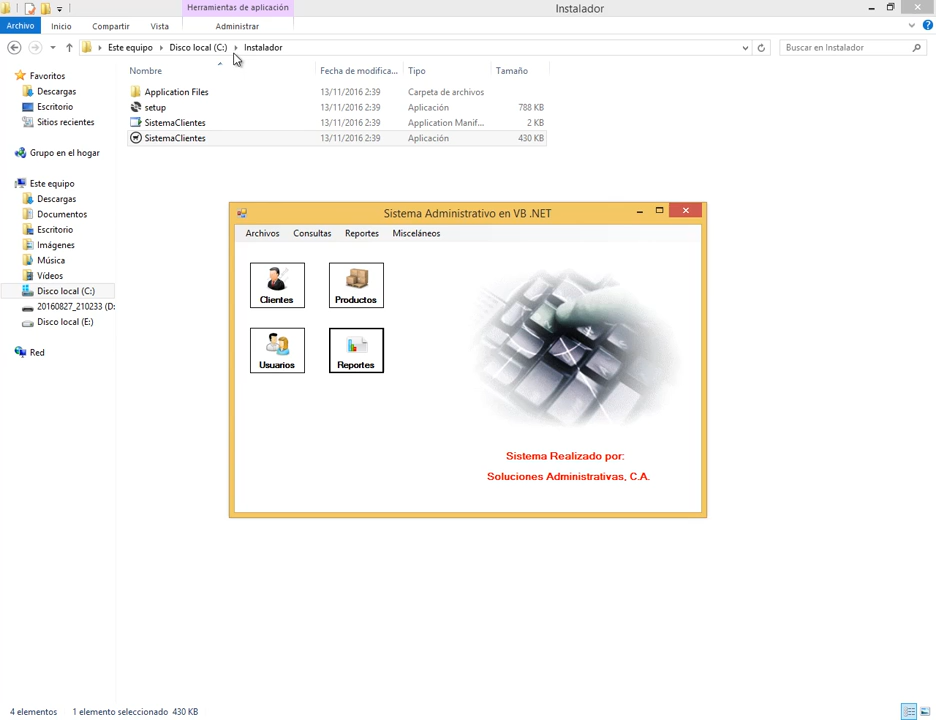 Herramientas de aplicación
Instalador
Archivo Inicio Compartir Vista Administrar
Este equipo Disco local (C:) Instalador
Buscar en Instalador
Nombre Fecha de modifica... Tipo Tamaño
Application Files 13/11/2016 2:39 Carpeta de archivos
setup 13/11/2016 2:39 Aplicación 788 KB
SistemaClientes 13/11/2016 2:39 Application Manif... 2 KB
SistemaClientes 13/11/2016 2:39 Aplicación 430 KB
Favoritos
Descargas
Escritorio
Sitios recientes
Grupo en el hogar
Este equipo
Descargas
Documentos
Escritorio
Imágenes
Música
Vídeos
Disco local (C:)
20160827_210233 (D:
Disco local (E:)
Red
Sistema Administrativo en VB .NET
Archivos Consultas Reportes Misceláneos
Clientes Productos
Usuarios Reportes
Sistema Realizado por:
Soluciones Administrativas, C.A.
4 elementos 1 elemento seleccionado 430 KB